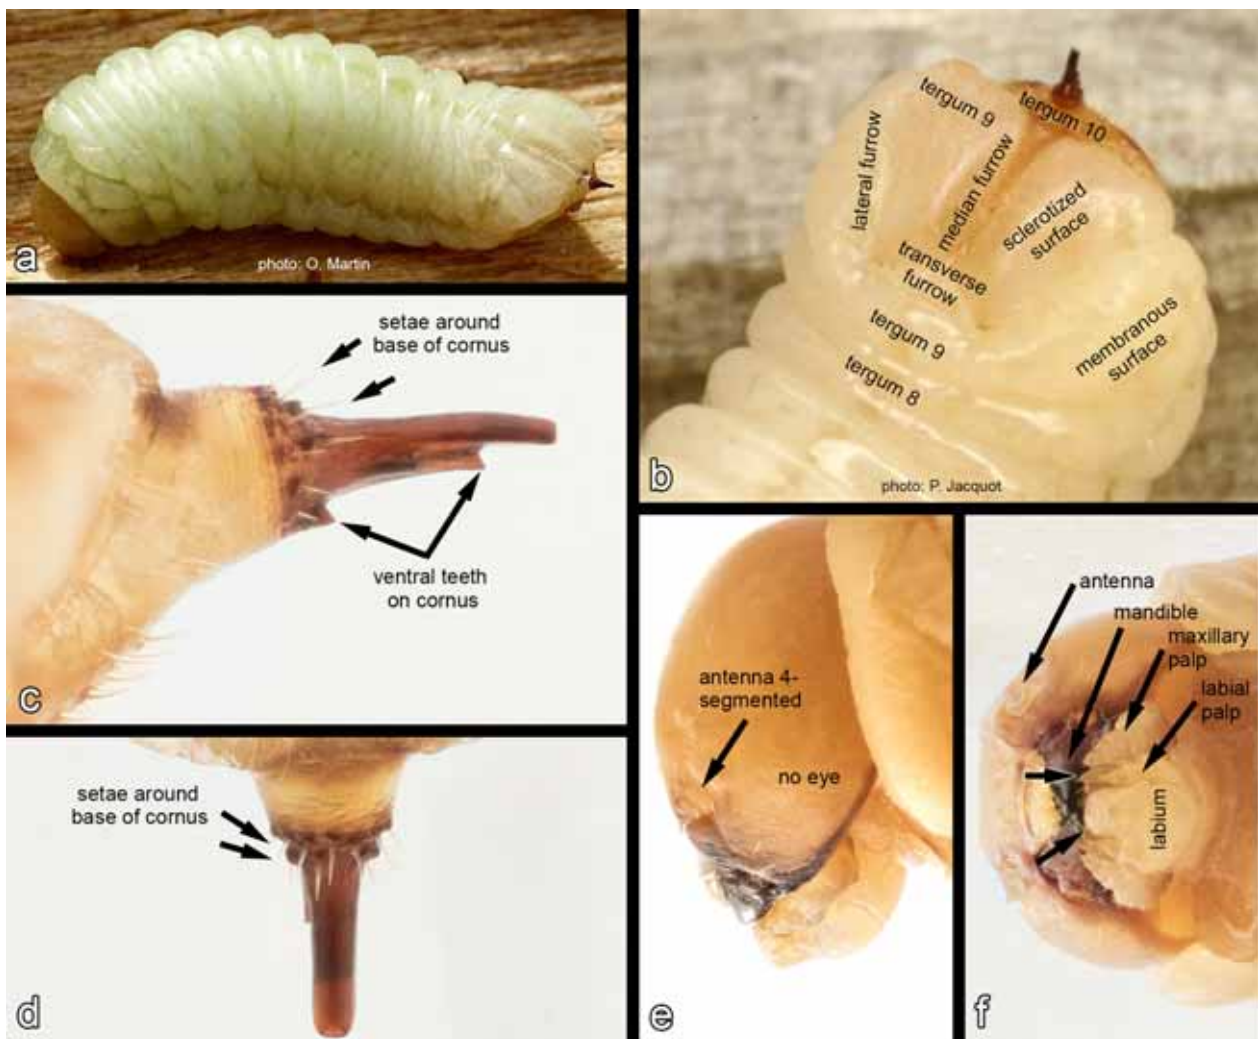 a
photo: O. Martin
tergum 9
tergum 10
lateral furrow
median furrow
sclerotized
surface
transverse
furrow
tergum 9
tergum 8
membranous
surface
b
photo: P. Jacquot
setae around
base of cornus
ventral teeth
on cornus
c
setae around
base of cornus
d
antenna 4-
segmented
no eye
e
antenna
mandible
maxillary
palp
labial
palp
labium
f